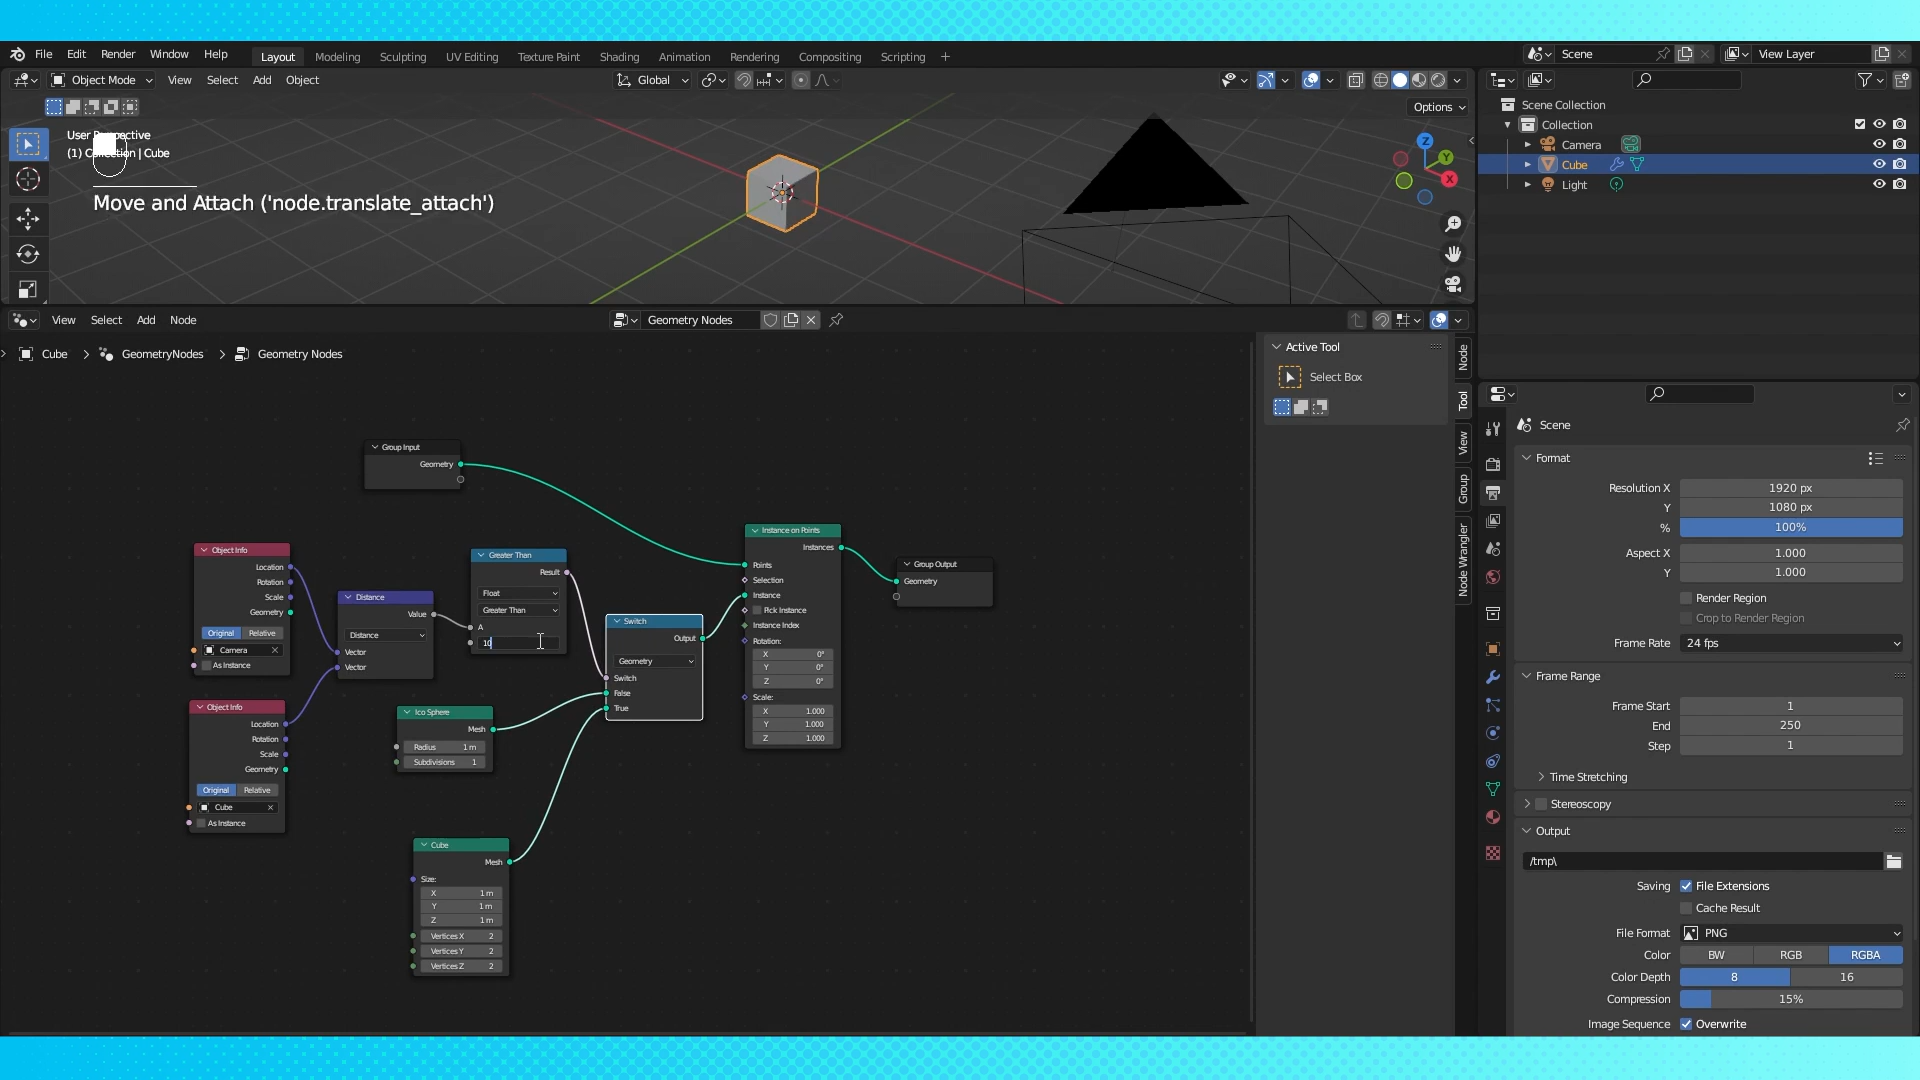 File Edit Render Window Help Layout Modeling Sculpting UV Editing Texture Paint Shading Animation Rendering Compositing Scripting + Scene View Layer
Object Mode View Select Add Object Global
Options
User Perspective
(1) Collection | Cube
Move and Attach ('node.translate_attach')
Z
Y
X
Scene Collection
Collection
Camera
Cube
Light
View Select Add Node Geometry Nodes
Cube > GeometryNodes > Geometry Nodes
Group Input
Geometry
Object Info
Location
Rotation
Scale
Geometry
Original Relative
Camera
As Instance
Object Info
Location
Rotation
Scale
Geometry
Original Relative
Cube
As Instance
Distance
Value
Distance
Vector
Vector
Greater Than
Result
Float
Greater Than
A
10
Ico Sphere
Mesh
Radius 1 m
Subdivisions 1
Cube
Mesh
Size:
X 1 m
Y 1 m
Z 1 m
Vertices X 2
Vertices Y 2
Vertices Z 2
Switch
Output
Geometry
Switch
False
True
Instance on Points
Instances
Points
Selection
Instance
Pick Instance
Instance Index
Rotation:
X 0°
Y 0°
Z 0°
Scale:
X 1.000
Y 1.000
Z 1.000
Group Output
Geometry
Active Tool
Select Box
Node
Tool
View
Group
Node Wrangler
Scene
Format
Resolution X 1920 px
Y 1080 px
% 100%
Aspect X 1.000
Y 1.000
Render Region
Crop to Render Region
Frame Rate 24 fps
Frame Range
Frame Start 1
End 250
Step 1
Time Stretching
Stereoscopy
Output
/tmp\
Saving File Extensions
Cache Result
File Format PNG
Color BW RGB RGBA
Color Depth 8 16
Compression 15%
Image Sequence Overwrite